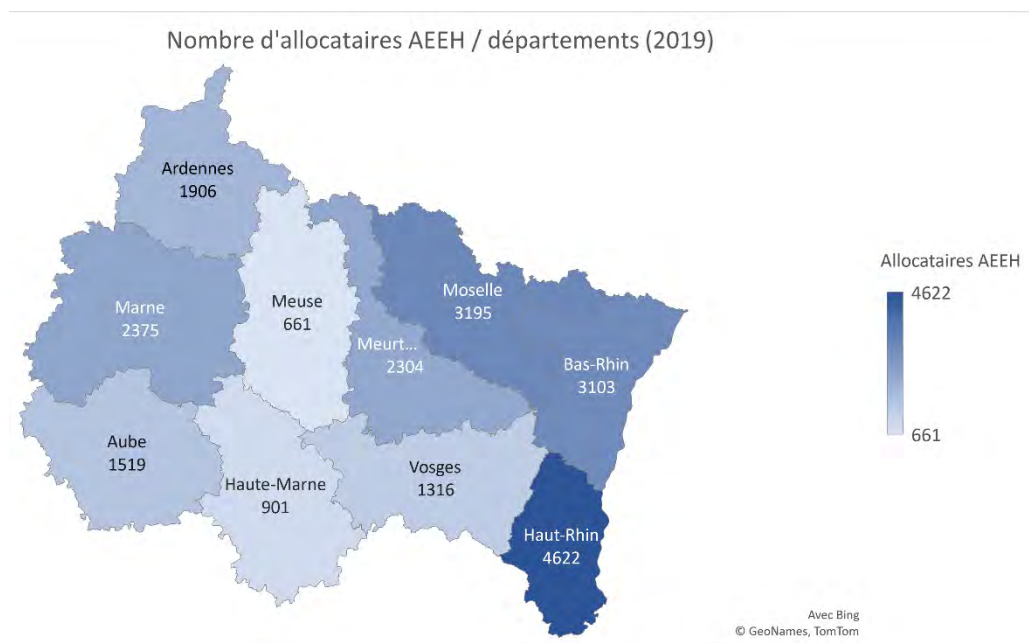 Nombre d'allocataires AEEH / départements (2019)
Ardennes
1906
Marne
2375
Meuse
661
Meurt...
2304
Moselle
3195
Bas-Rhin
3103
Aube
1519
Haute-Marne
901
Vosges
1316
Haut-Rhin
4622
Allocataires AEEH
4622
661
Avec Bing
© GeoNames, TomTom